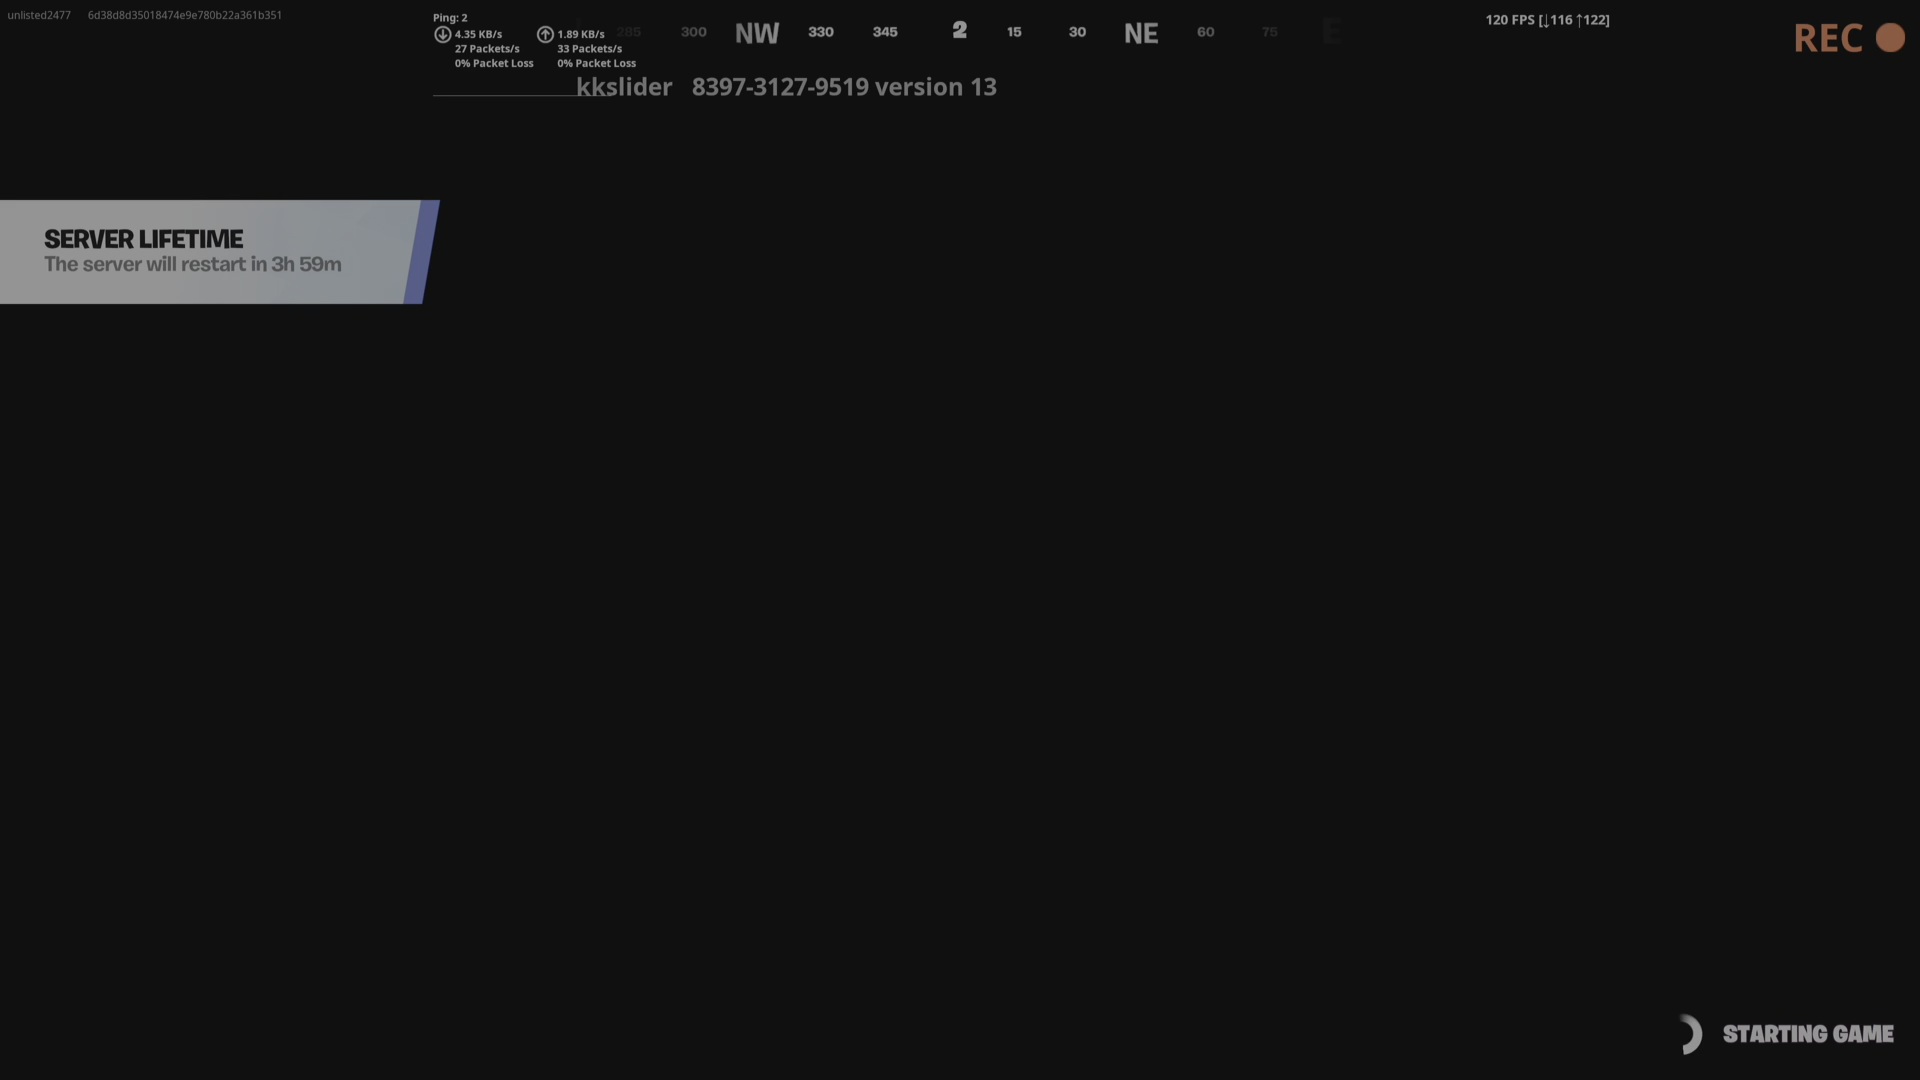 unlisted2477 6d38d8d35018474e9e780b22a361b351
Ping: 2
4.35 KB/s 1.89 KB/s
27 Packets/s 33 Packets/s
0% Packet Loss 0% Packet Loss
285 300 NW 330 345 2 15 30 NE 60 75 E
120 FPS [↓116 ↑122]
REC
kkslider 8397-3127-9519 version 13
SERVER LIFETIME
The server will restart in 3h 59m
STARTING GAME